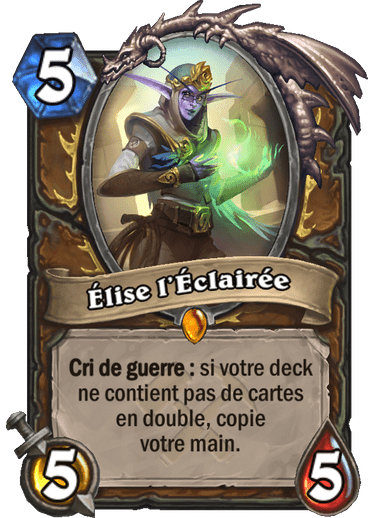 5
Élise l'Éclairée
Cri de guerre : si votre deck
ne contient pas de cartes
en double, copie
votre main.
5
5